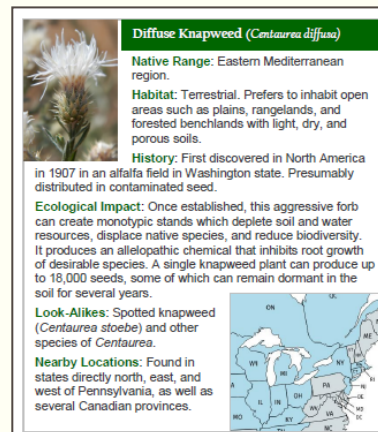 Diffuse Knapweed (Centaurea diffusa)
Native Range: Eastern Mediterranean
region.
Habitat: Terrestrial. Prefers to inhabit open
areas such as plains, rangelands, and
forested benchlands with light, dry, and
porous soils.
History: First discovered in North America
in 1907 in an alfalfa field in Washington state. Presumably
distributed in contaminated seed.
Ecological Impact: Once established, this aggressive forb
can create monotypic stands which deplete soil and water
resources, displace native species, and reduce biodiversity.
It produces an allelopathic chemical that inhibits root growth
of desirable species. A single knapweed plant can produce up
to 18,000 seeds, some of which can remain dormant in the
soil for several years.
Look-Alikes: Spotted knapweed
(Centaurea stoebe) and other
species of Centaurea.
Nearby Locations: Found in
states directly north, east, and
west of Pennsylvania, as well as
several Canadian provinces.
ON
QC
ME
WI
MI
NY
IA
PA
IL
IN
OH
MO
WV
VA
KY
NC
NJ
DE
MD
DC